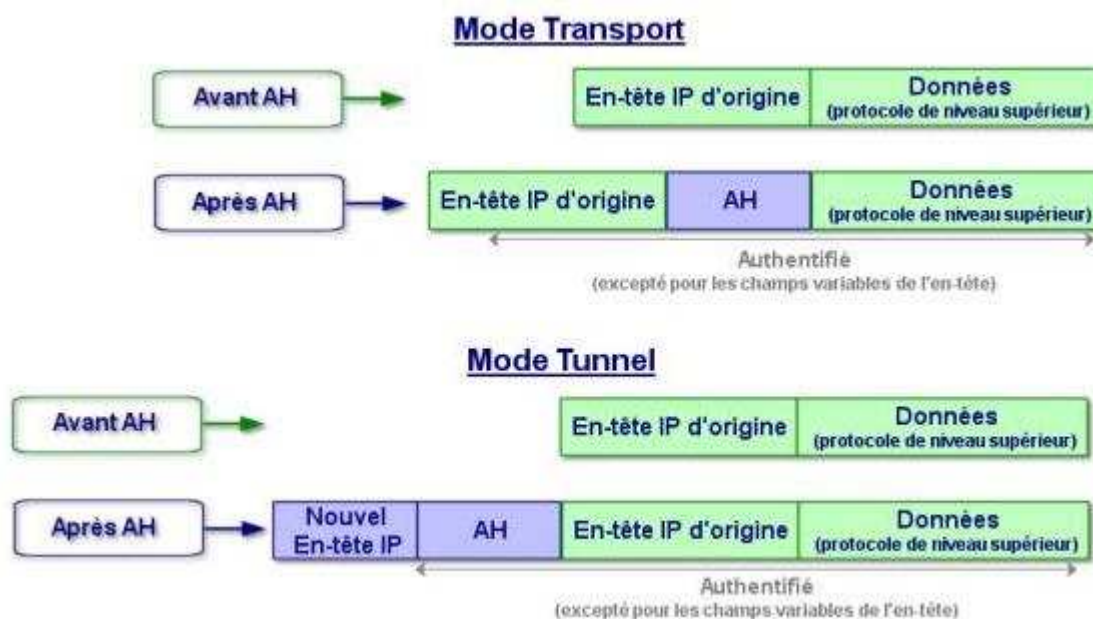 Mode Transport
Avant AH
En-tête IP d'origine
Données
(protocole de niveau supérieur)
Après AH
En-tête IP d'origine
AH
Données
(protocole de niveau supérieur)
Authentifié
(excepté pour les champs variables de l'en-tête)
Mode Tunnel
Avant AH
En-tête IP d'origine
Données
(protocole de niveau supérieur)
Après AH
Nouvel
En-tête IP
AH
En-tête IP d'origine
Données
(protocole de niveau supérieur)
Authentifié
(excepté pour les champs variables de l'en-tête)